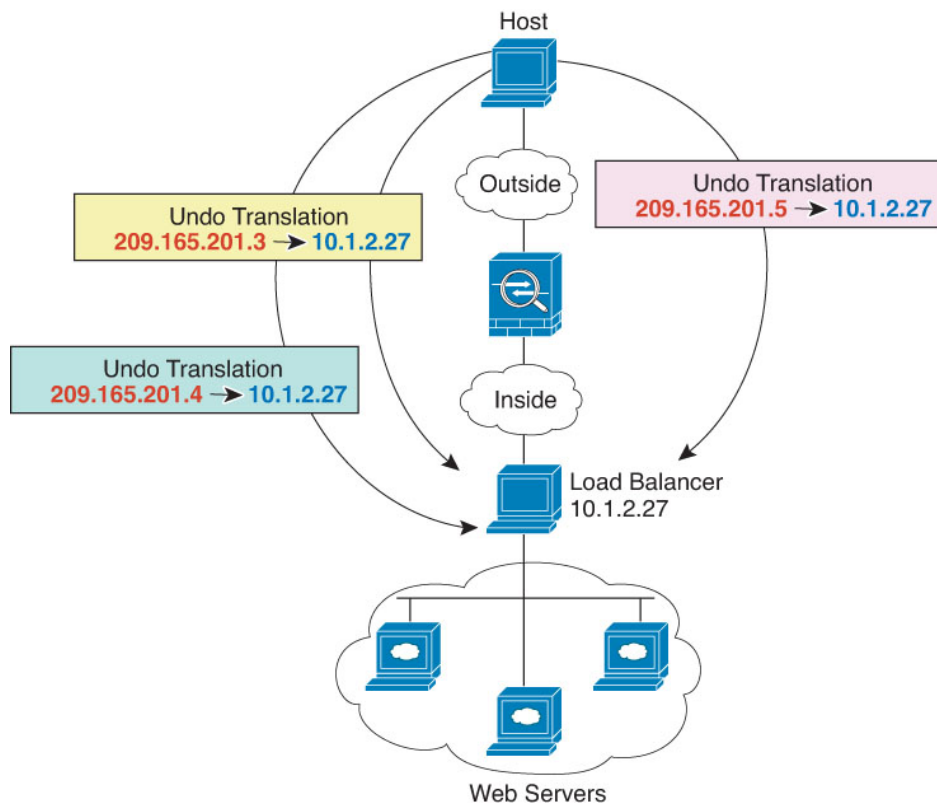 Host
Outside
Undo Translation
209.165.201.3 → 10.1.2.27
Undo Translation
209.165.201.5 → 10.1.2.27
Undo Translation
209.165.201.4 → 10.1.2.27
Inside
Load Balancer
10.1.2.27
Web Servers